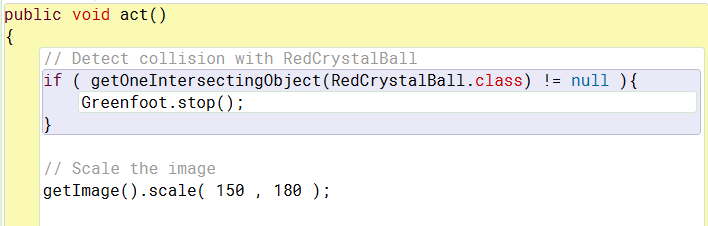 public void act()
{
// Detect collision with RedCrystalBall
if ( getOneIntersectingObject(RedCrystalBall.class) != null ){
Greenfoot.stop();
}
// Scale the image
getImage().scale( 150 , 180 );